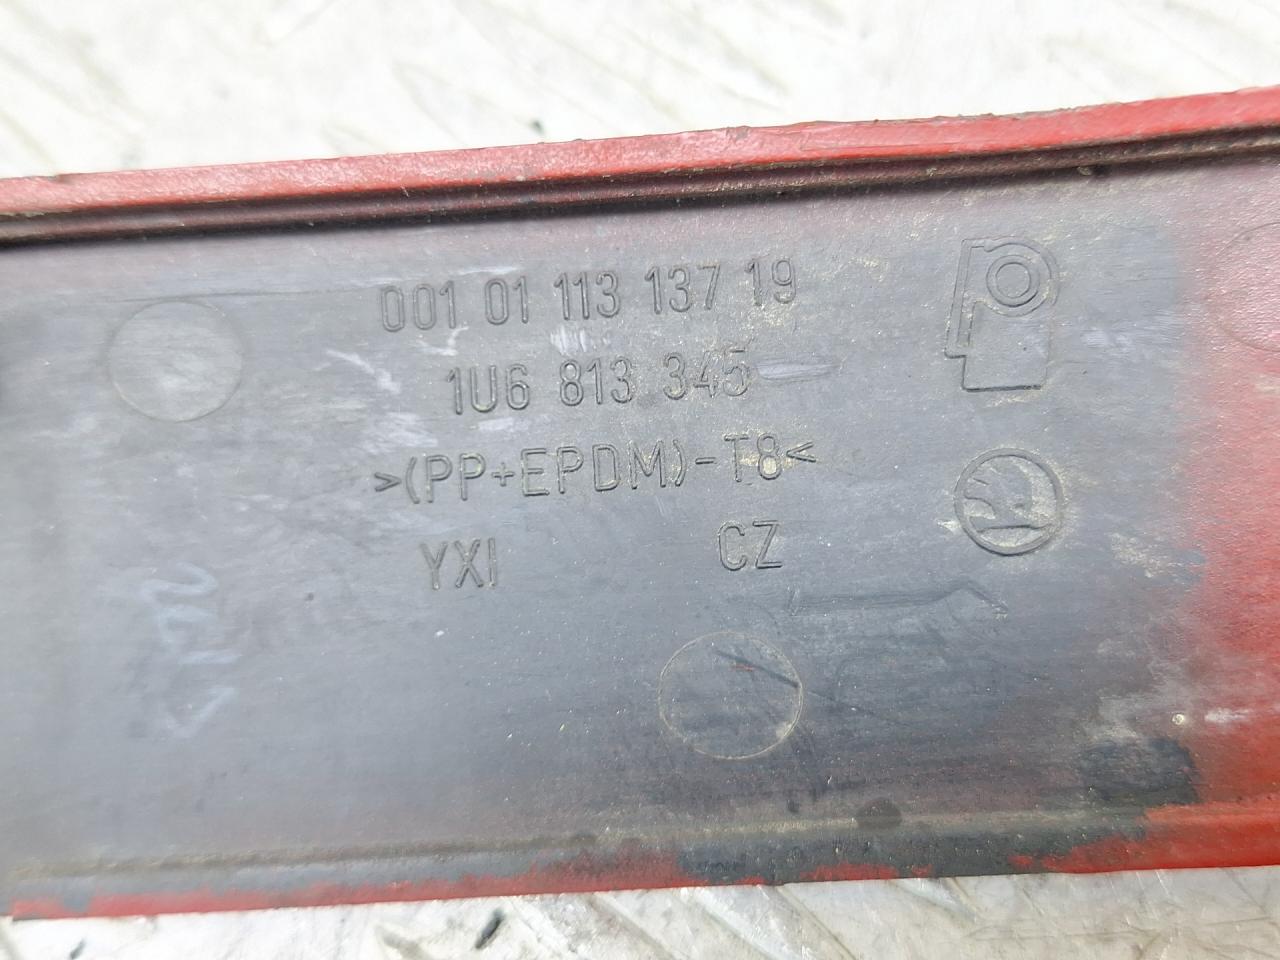 001 01 113 137 19
1U6 813 345
>(PP+EPDM)-T8<
YXI CZ